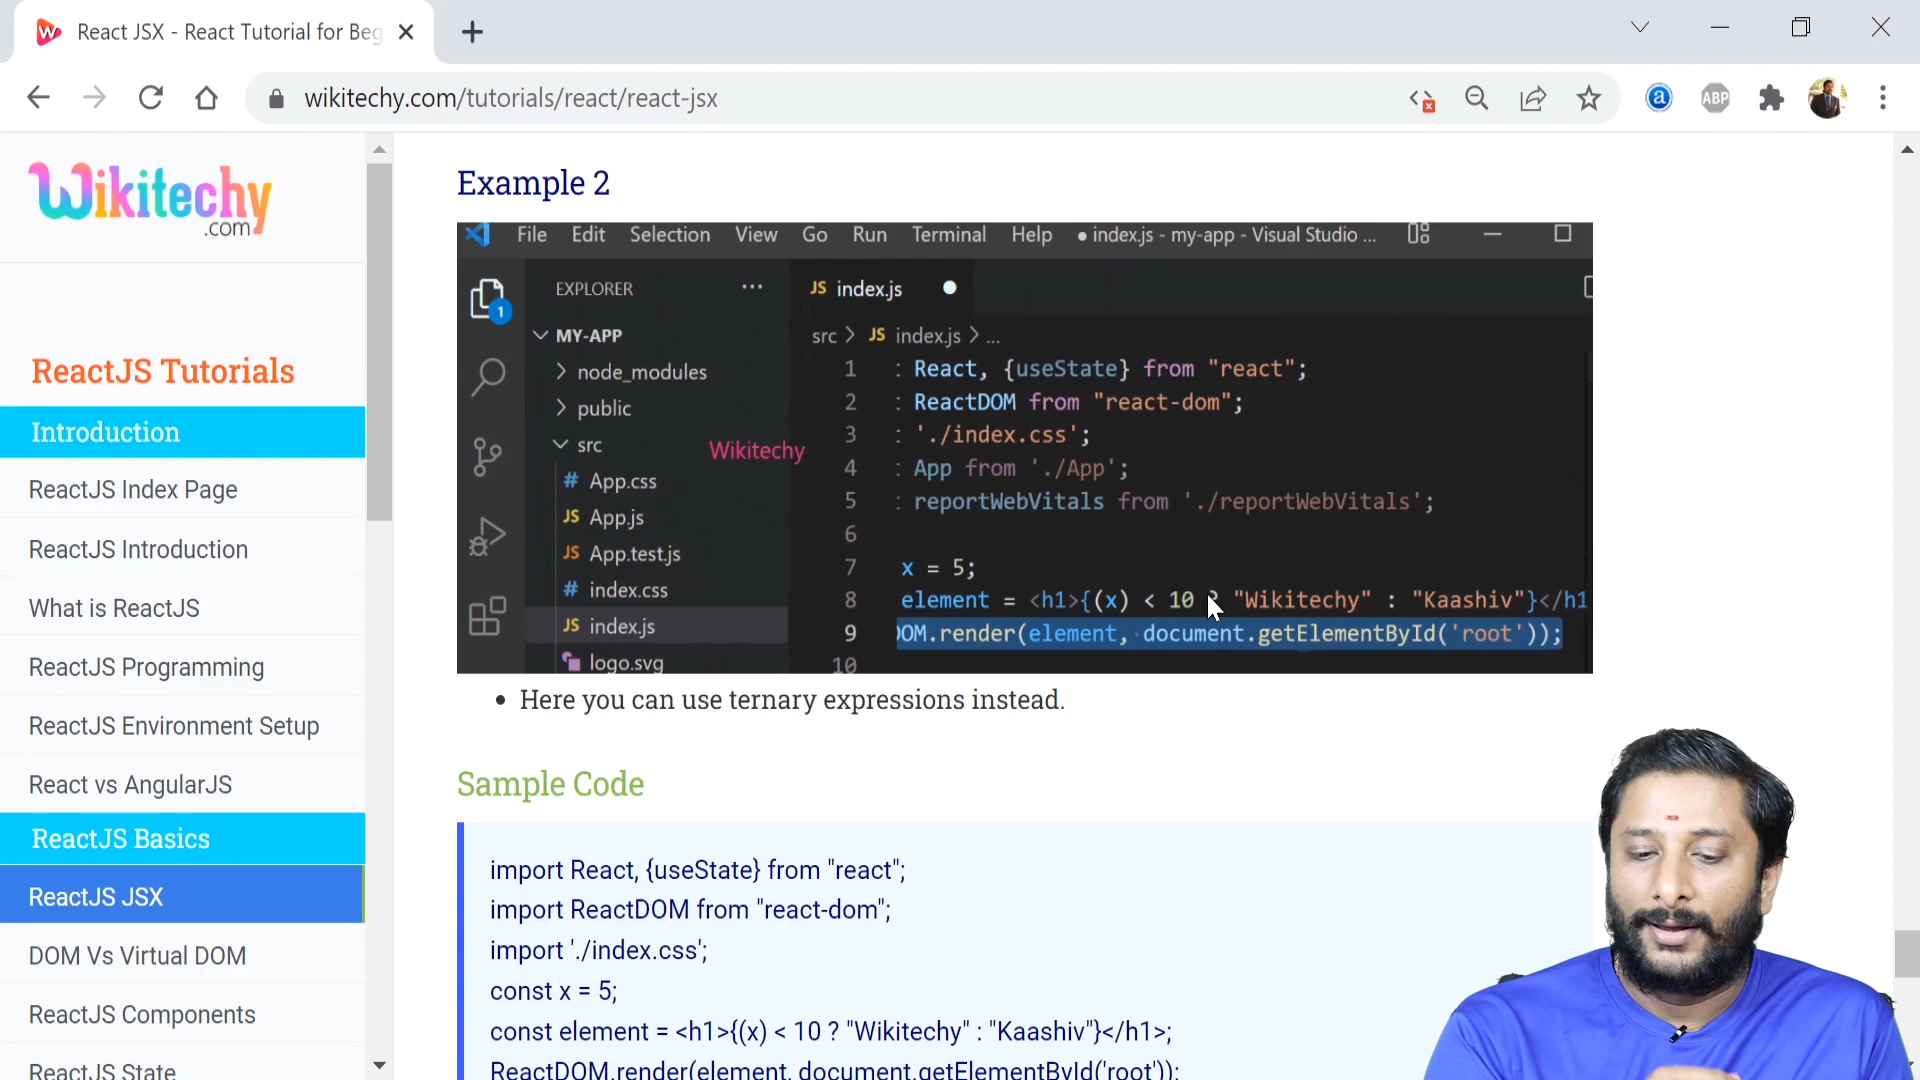 React JSX - React Tutorial for Beg
wikitechy.com/tutorials/react/react-jsx
ABP
Wikitechy
.com
ReactJS Tutorials
Introduction
ReactJS Index Page
ReactJS Introduction
What is ReactJS
ReactJS Programming
ReactJS Environment Setup
React vs AngularJS
ReactJS Basics
ReactJS JSX
DOM Vs Virtual DOM
ReactJS Components
ReactJS State
Example 2
File Edit Selection View Go Run Terminal Help ● index.js - my-app - Visual Studio ...
1
EXPLORER ...
MY-APP
> node_modules
> public
src
# App.css
JS App.js
JS App.test.js
# index.css
JS index.js
logo.svg
Wikitechy
JS index.js ●
src > JS index.js > ...
1 : React, {useState} from "react";
2 : ReactDOM from "react-dom";
3 : './index.css';
4 : App from './App';
5 : reportWebVitals from './reportWebVitals';
6
7 x = 5;
8 element = <h1>{(x) < 10 ? "Wikitechy" : "Kaashiv"}</h1
9 DOM.render(element, document.getElementById('root'));
10
• Here you can use ternary expressions instead.
Sample Code
import React, {useState} from "react";
import ReactDOM from "react-dom";
import './index.css';
const x = 5;
const element = <h1>{(x) < 10 ? "Wikitechy" : "Kaashiv"}</h1>;
ReactDOM.render(element, document.getElementById('root'));